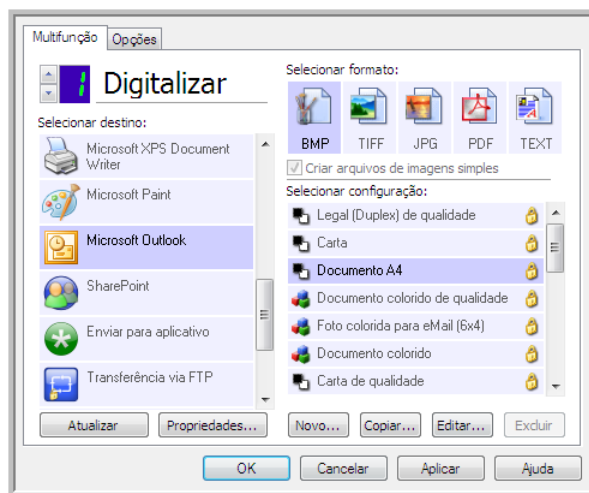 Multifunção
Opções
1
Digitalizar
Selecionar destino:
Microsoft XPS Document
Writer
Microsoft Paint
Microsoft Outlook
SharePoint
Enviar para aplicativo
Transferência via FTP
Atualizar
Propriedades...
Selecionar formato:
BMP
TIFF
JPG
PDF
TEXT
Criar arquivos de imagens simples
Selecionar configuração:
Legal (Duplex) de qualidade
Carta
Documento A4
Documento colorido de qualidade
Foto colorida para eMail (6x4)
Documento colorido
Carta de qualidade
Novo...
Copiar...
Editar...
Excluir
OK
Cancelar
Aplicar
Ajuda